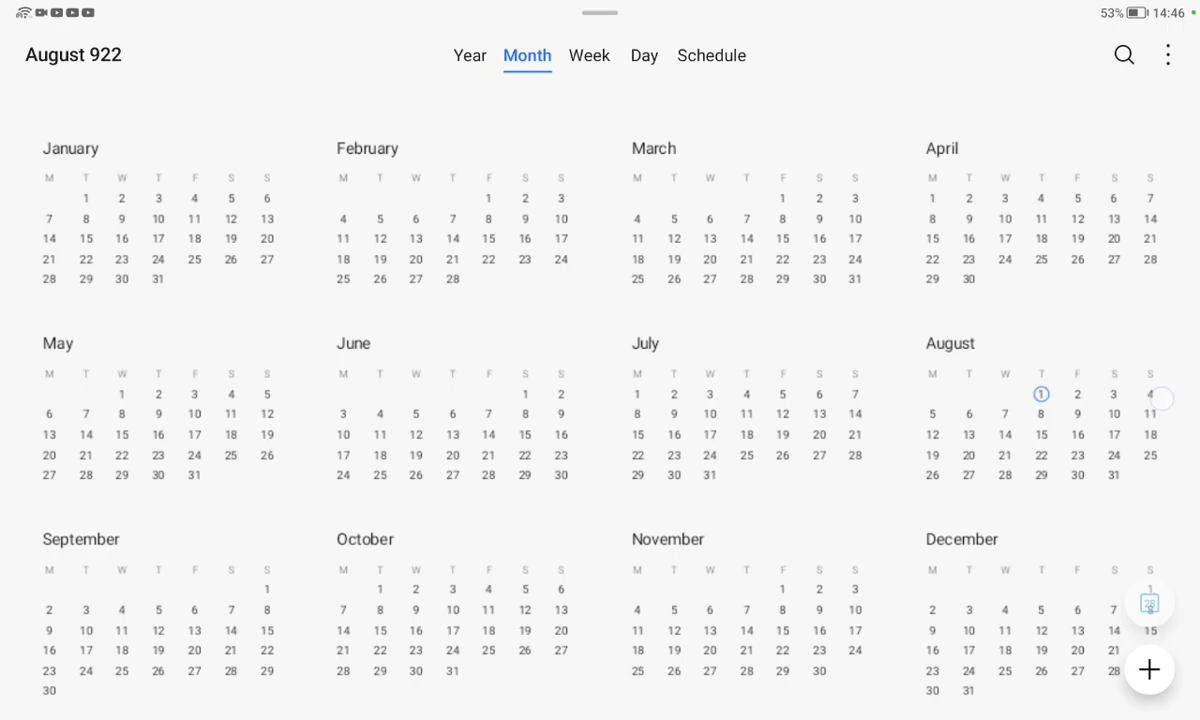 53% 14:46
August 922 Year Month Week Day Schedule
January February March April
M T W T F S S M T W T F S S M T W T F S S M T W T F S S
1 2 3 4 5 6 1 2 3 1 2 3 1 2 3 4 5 6 7
7 8 9 10 11 12 13 4 5 6 7 8 9 10 4 5 6 7 8 9 10 8 9 10 11 12 13 14
14 15 16 17 18 19 20 11 12 13 14 15 16 17 11 12 13 14 15 16 17 15 16 17 18 19 20 21
21 22 23 24 25 26 27 18 19 20 21 22 23 24 18 19 20 21 22 23 24 22 23 24 25 26 27 28
28 29 30 31 25 26 27 28 25 26 27 28 29 30 31 29 30
May June July August
M T W T F S S M T W T F S S M T W T F S S M T W T F S S
1 2 3 4 5 1 2 1 2 3 4 5 6 7 1 2 3 4
6 7 8 9 10 11 12 3 4 5 6 7 8 9 8 9 10 11 12 13 14 5 6 7 8 9 10 11
13 14 15 16 17 18 19 10 11 12 13 14 15 16 15 16 17 18 19 20 21 12 13 14 15 16 17 18
20 21 22 23 24 25 26 17 18 19 20 21 22 23 22 23 24 25 26 27 28 19 20 21 22 23 24 25
27 28 29 30 31 24 25 26 27 28 29 30 29 30 31 26 27 28 29 30 31
September October November December
M T W T F S S M T W T F S S M T W T F S S M T W T F S S
1 1 2 3 4 5 6 1 2 3 1
2 3 4 5 6 7 8 7 8 9 10 11 12 13 4 5 6 7 8 9 10 2 3 4 5 6 7 8
28
9 10 11 12 13 14 15 14 15 16 17 18 19 20 11 12 13 14 15 16 17 9 10 11 12 13 14 15
16 17 18 19 20 21 22 21 22 23 24 25 26 27 18 19 20 21 22 23 24 16 17 18 19 20 21
23 24 25 26 27 28 29 28 29 30 31 25 26 27 28 29 30 23 24 25 26 27 28
30 30 31